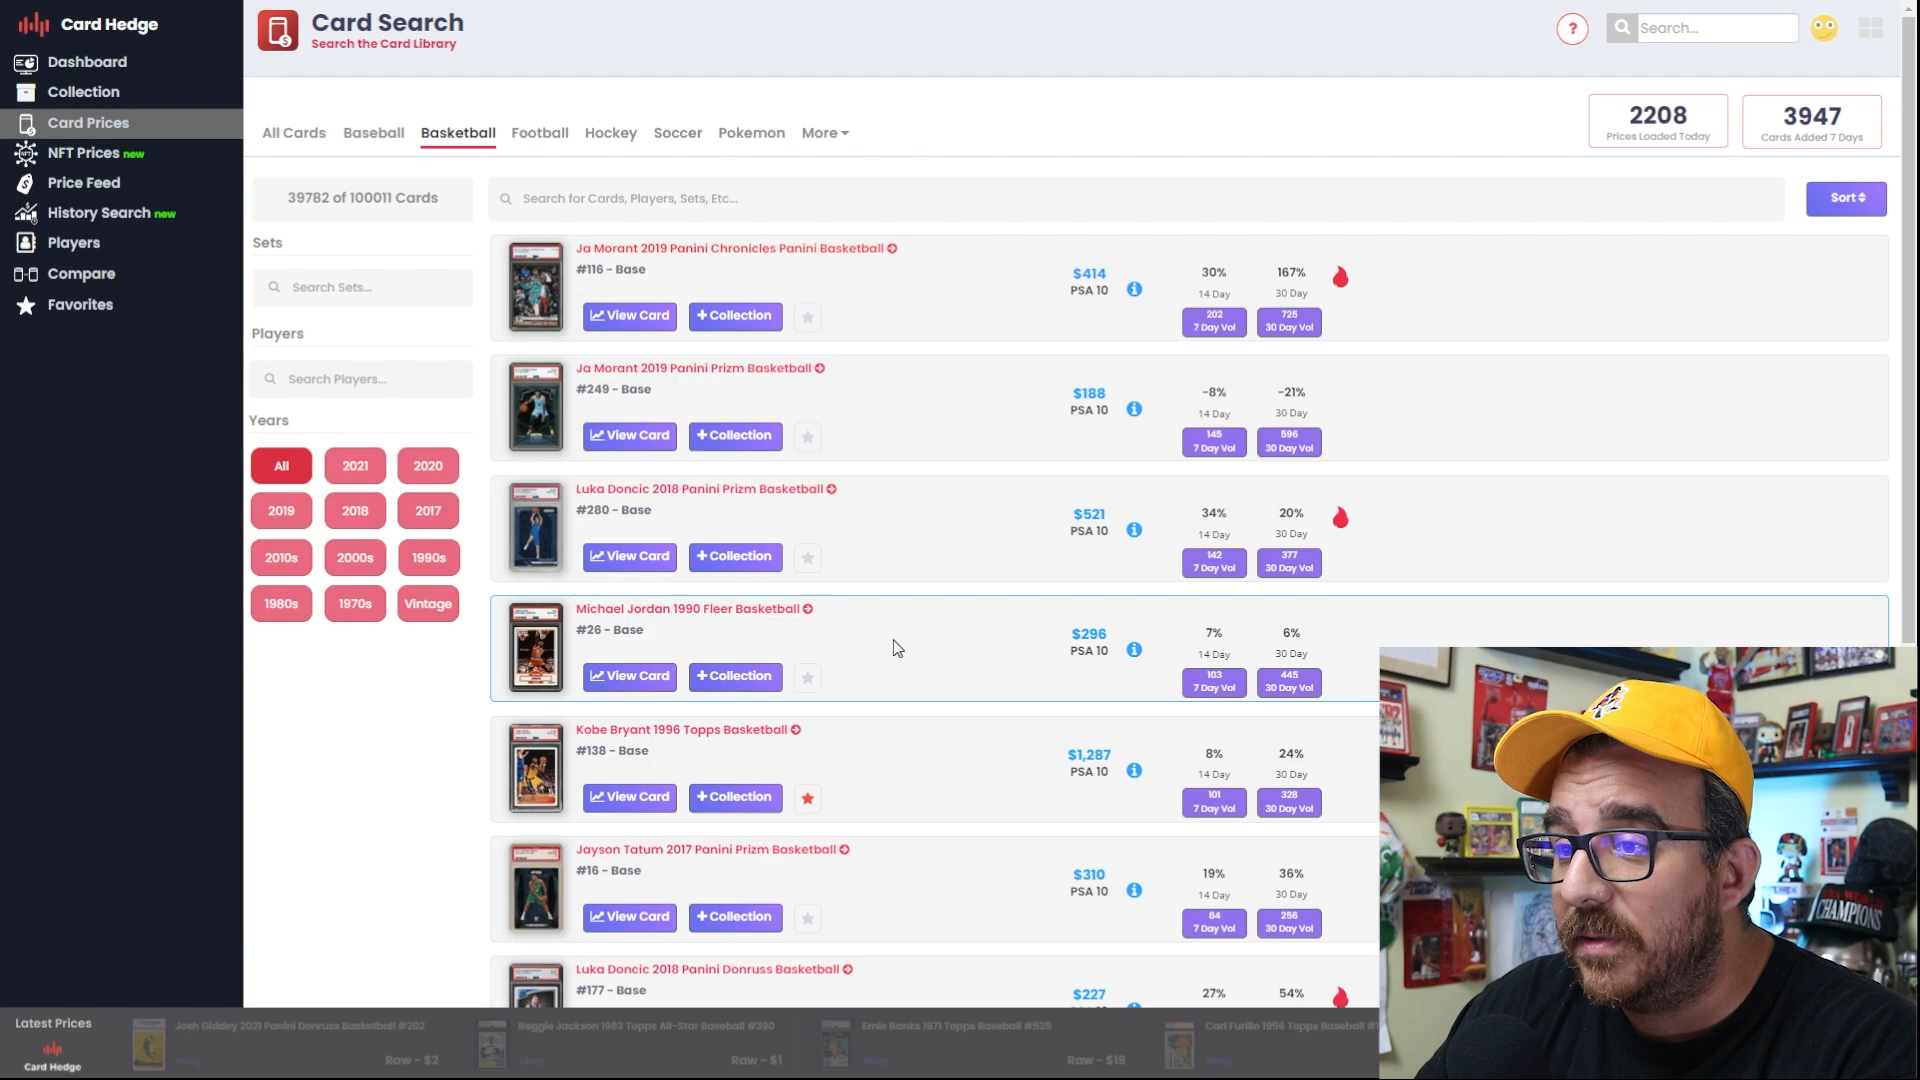 Card Hedge
Dashboard
Collection
Card Prices
NFT Prices new
Price Feed
History Search new
Players
Compare
Favorites
Card Search
Search the Card Library
?
Search...
All Cards Baseball Basketball Football Hockey Soccer Pokemon More
2208
Prices Loaded Today
3947
Cards Added 7 Days
39782 of 100011 Cards
Search for Cards, Players, Sets, Etc...
Sort
Sets
Search Sets...
Players
Search Players...
Years
All 2021 2020
2019 2018 2017
2010s 2000s 1990s
1980s 1970s Vintage
Ja Morant 2019 Panini Chronicles Panini Basketball
#116 - Base
View Card + Collection
$414
PSA 10
30% 167%
14 Day 30 Day
202 725
7 Day Vol 30 Day Vol
Ja Morant 2019 Panini Prizm Basketball
#249 - Base
View Card + Collection
$188
PSA 10
-8% -21%
14 Day 30 Day
145 596
7 Day Vol 30 Day Vol
Luka Doncic 2018 Panini Prizm Basketball
#280 - Base
View Card + Collection
$521
PSA 10
34% 20%
14 Day 30 Day
142 377
7 Day Vol 30 Day Vol
Michael Jordan 1990 Fleer Basketball
#26 - Base
View Card + Collection
$296
PSA 10
7% 6%
14 Day 30 Day
103 445
7 Day Vol 30 Day Vol
Kobe Bryant 1996 Topps Basketball
#138 - Base
View Card + Collection
$1,287
PSA 10
8% 24%
14 Day 30 Day
101 328
7 Day Vol 30 Day Vol
Jayson Tatum 2017 Panini Prizm Basketball
#16 - Base
View Card + Collection
$310
PSA 10
19% 36%
14 Day 30 Day
84 256
7 Day Vol 30 Day Vol
Luka Doncic 2018 Panini Donruss Basketball
#177 - Base
$227
27% 54%
CHAMPIONS
Latest Prices
Card Hedge
Josh Giddey 2021 Panini Donruss Basketball #202
ebay Raw - $2
Reggie Jackson 1983 Topps All-Star Baseball #390
ebay Raw - $1
Ernie Banks 1971 Topps Baseball #525
ebay Raw - $19
Carl Furillo 1956 Topps Baseball
ebay